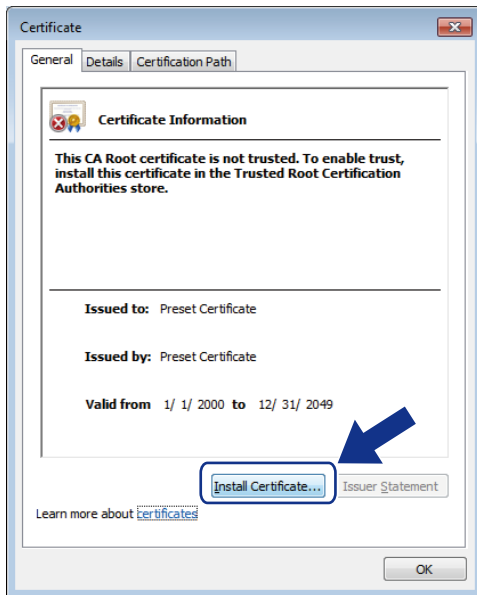 Certificate
General Details Certification Path
Certificate Information
This CA Root certificate is not trusted. To enable trust,
install this certificate in the Trusted Root Certification
Authorities store.
Issued to: Preset Certificate
Issued by: Preset Certificate
Valid from 1/ 1/ 2000 to 12/ 31/ 2049
Install Certificate... Issuer Statement
Learn more about certificates
OK